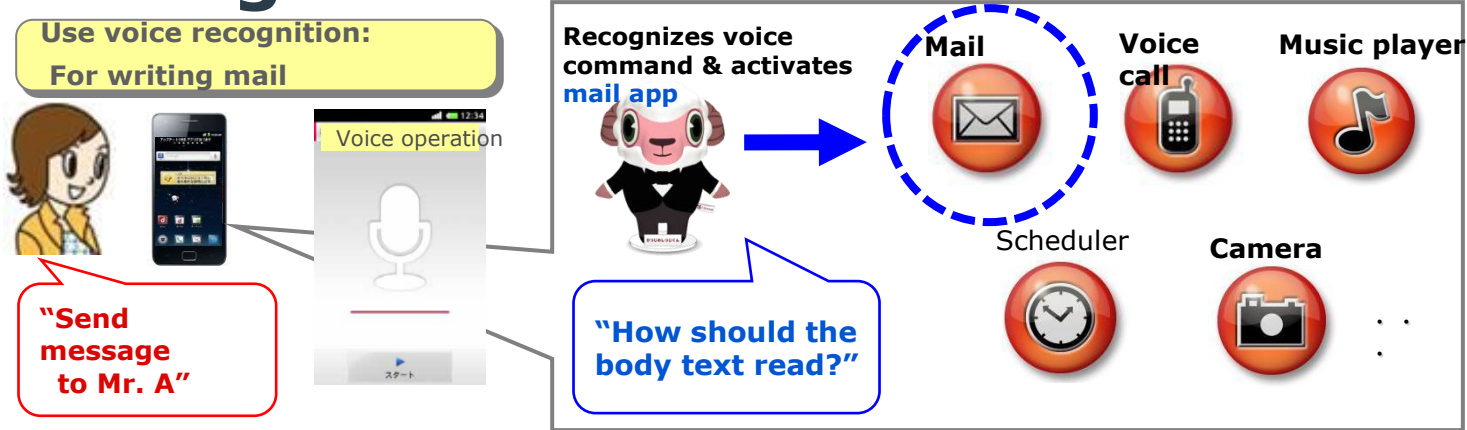 Use voice recognition:
For writing mail
12:34
Voice operation
スタート
“Send
message
to Mr. A”
Recognizes voice
command & activates
mail app
“How should the
body text read?”
Mail
Voice
call
Music player
Scheduler
Camera
. .
.